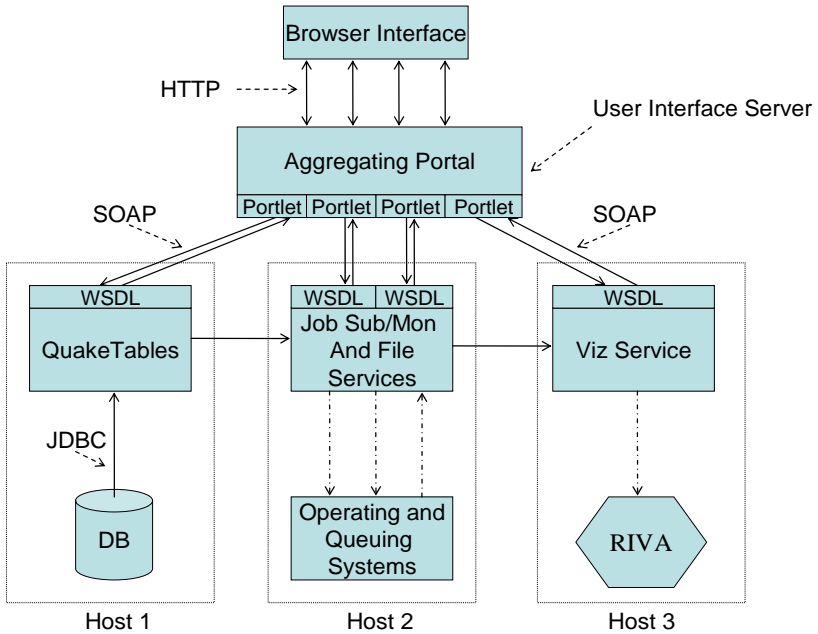 Browser Interface
HTTP
User Interface Server
Aggregating Portal
Portlet Portlet Portlet Portlet
SOAP
SOAP
WSDL
WSDL WSDL
WSDL
QuakeTables
Job Sub/Mon
And File
Services
Viz Service
JDBC
DB
Operating and
Queuing
Systems
RIVA
Host 1
Host 2
Host 3